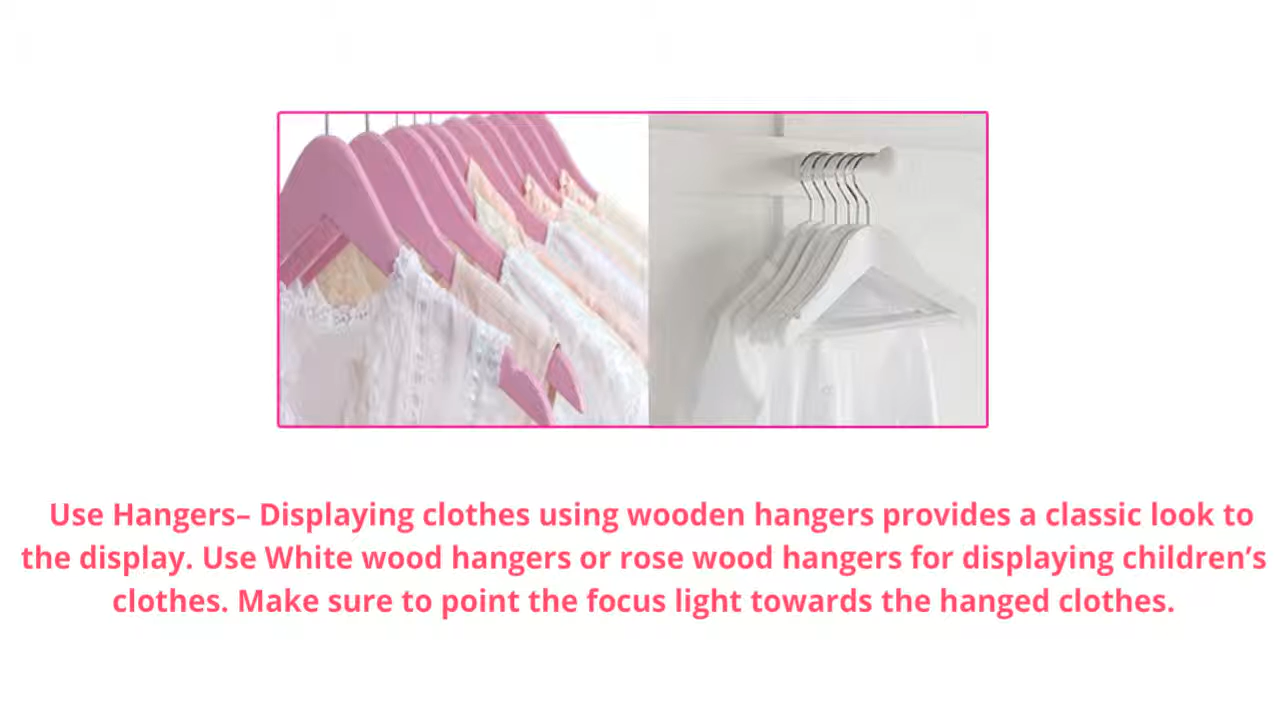 Use Hangers– Displaying clothes using wooden hangers provides a classic look to
the display. Use White wood hangers or rose wood hangers for displaying children’s
clothes. Make sure to point the focus light towards the hanged clothes.